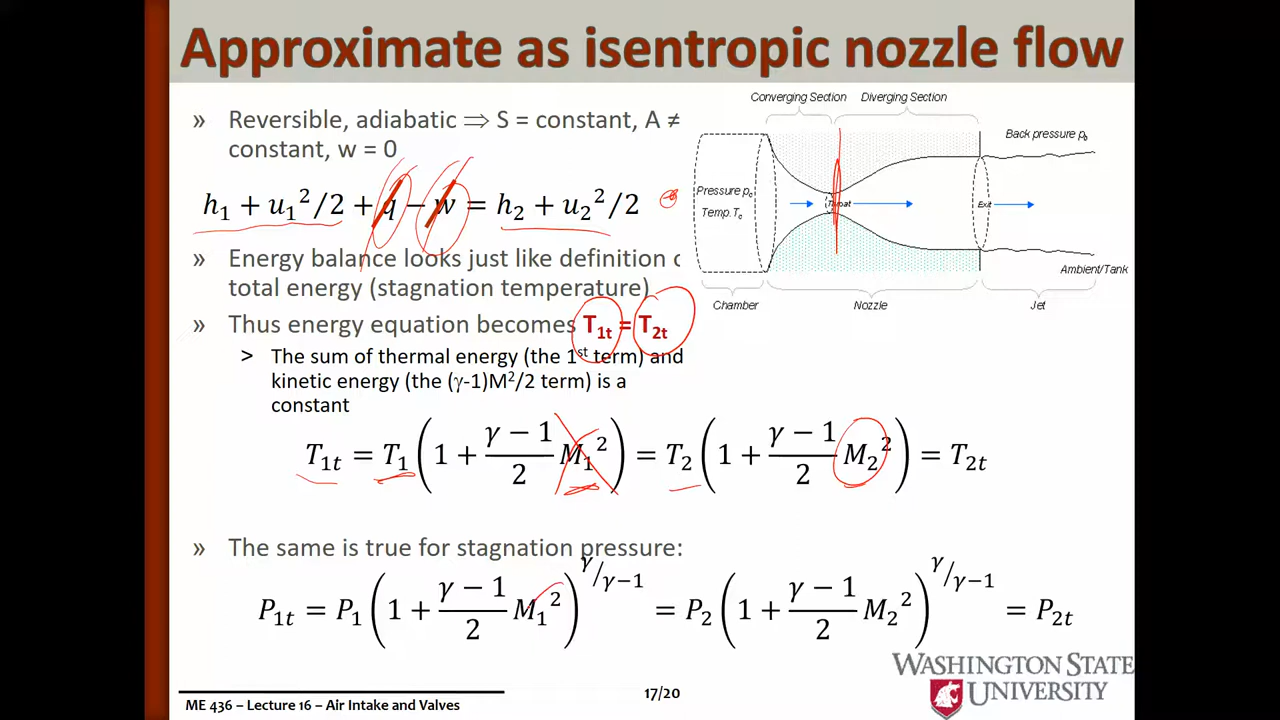 Approximate as isentropic nozzle flow
» Reversible, adiabatic ⟹ S = constant, A ≠
constant, w = 0
h₁ + u₁²/2 + q − w = h₂ + u₂²/2
» Energy balance looks just like definition o
total energy (stagnation temperature)
» Thus energy equation becomes T₁ₜ = T₂ₜ
> The sum of thermal energy (the 1st term) and
kinetic energy (the (γ-1)M²/2 term) is a
constant
T₁ₜ = T₁(1 + (γ − 1)/2 M₁²) = T₂(1 + (γ − 1)/2 M₂²) = T₂ₜ
» The same is true for stagnation pressure:
P₁ₜ = P₁(1 + (γ − 1)/2 M₁²)^(γ/γ−1) = P₂(1 + (γ − 1)/2 M₂²)^(γ/γ−1) = P₂ₜ
Converging Section Diverging Section
Back pressure p_b
Pressure p_c
Temp. T_c
Throat
Exit
Ambient/Tank
Chamber Nozzle Jet
WASHINGTON STATE
UNIVERSITY
17/20
ME 436 – Lecture 16 – Air Intake and Valves